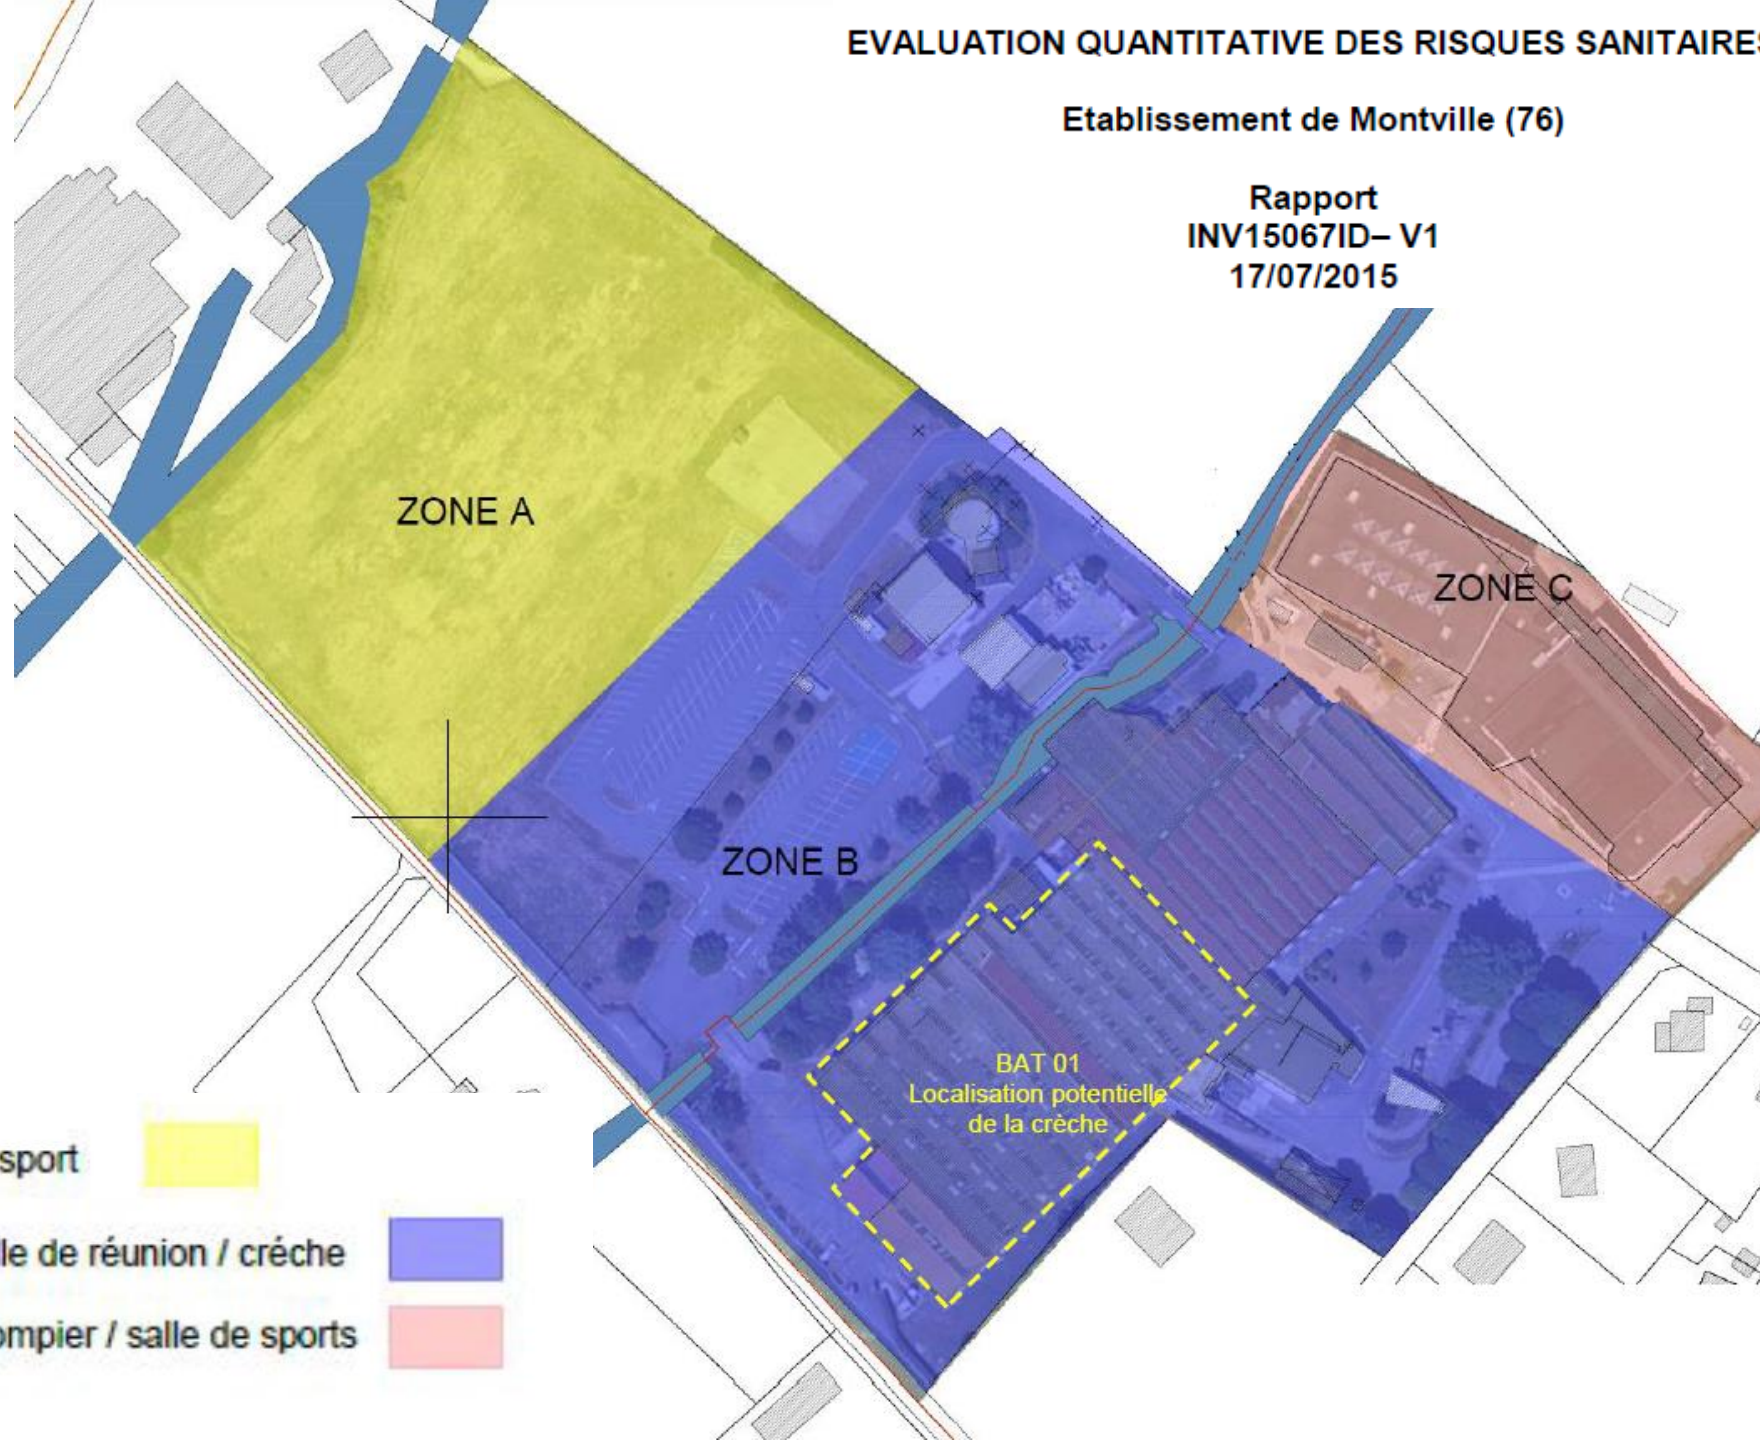 EVALUATION QUANTITATIVE DES RISQUES SANITAIRES
Etablissement de Montville (76)
Rapport
INV15067ID– V1
17/07/2015
ZONE A
ZONE C
ZONE B
BAT 01
Localisation potentielle
de la crèche
sport
le de réunion / créche
ompier / salle de sports